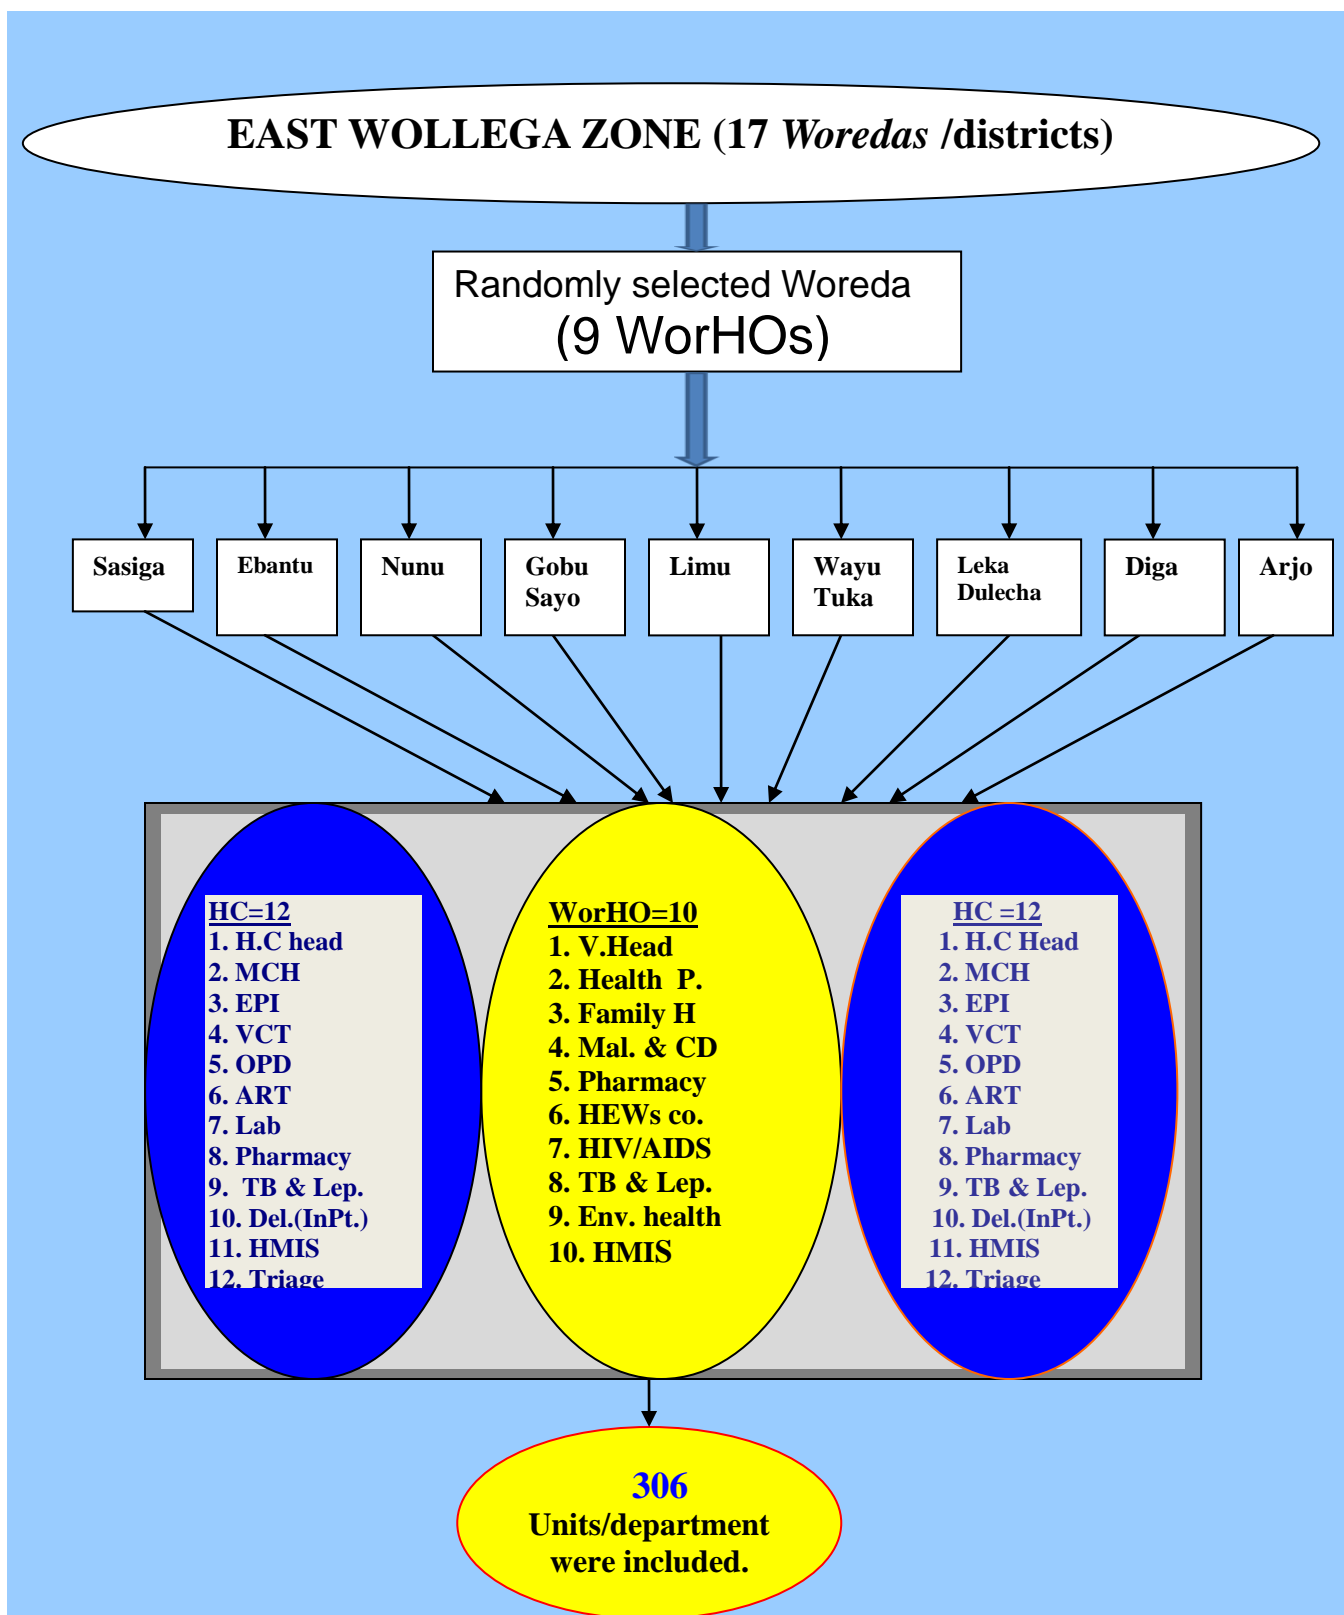 EAST WOLLEGA ZONE (17 Woredas /districts)
Randomly selected Woreda
(9 WorHOs)
Sasiga
Ebantu
Nunu
Gobu
Sayo
Limu
Wayu
Tuka
Leka
Dulecha
Diga
Arjo
HC=12
1. H.C head
2. MCH
3. EPI
4. VCT
5. OPD
6. ART
7. Lab
8. Pharmacy
9. TB & Lep.
10. Del.(InPt.)
11. HMIS
12. Triage
WorHO=10
1. V.Head
2. Health P.
3. Family H
4. Mal. & CD
5. Pharmacy
6. HEWs co.
7. HIV/AIDS
8. TB & Lep.
9. Env. health
10. HMIS
HC =12
1. H.C Head
2. MCH
3. EPI
4. VCT
5. OPD
6. ART
7. Lab
8. Pharmacy
9. TB & Lep.
10. Del.(InPt.)
11. HMIS
12. Triage
306
Units/department
were included.